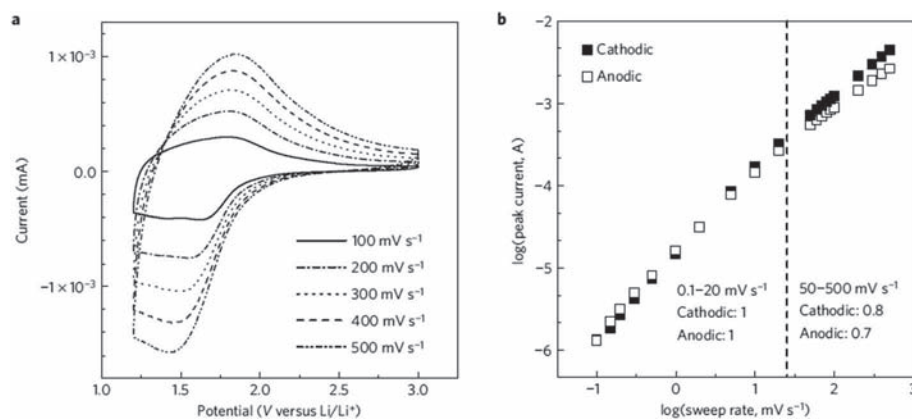 a
1 × 10⁻³
0.0
−1 × 10⁻³
Current (mA)
100 mV s⁻¹
200 mV s⁻¹
300 mV s⁻¹
400 mV s⁻¹
500 mV s⁻¹
1.0 1.5 2.0 2.5 3.0
Potential (V versus Li/Li⁺)
b
Cathodic
Anodic
−2
−3
−4
−5
−6
log(peak current, A)
0.1–20 mV s⁻¹
Cathodic: 1
Anodic: 1
50–500 mV s⁻¹
Cathodic: 0.8
Anodic: 0.7
−1 0 1 2 3
log(sweep rate, mV s⁻¹)